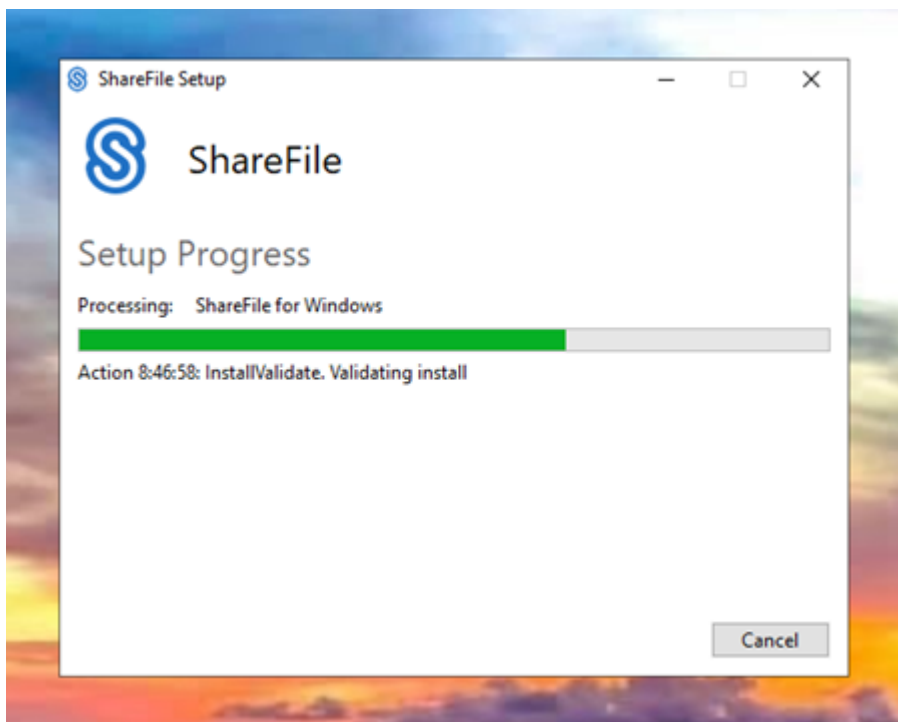 ShareFile Setup
ShareFile
Setup Progress
Processing: ShareFile for Windows
Action 8:46:58: InstallValidate. Validating install
Cancel